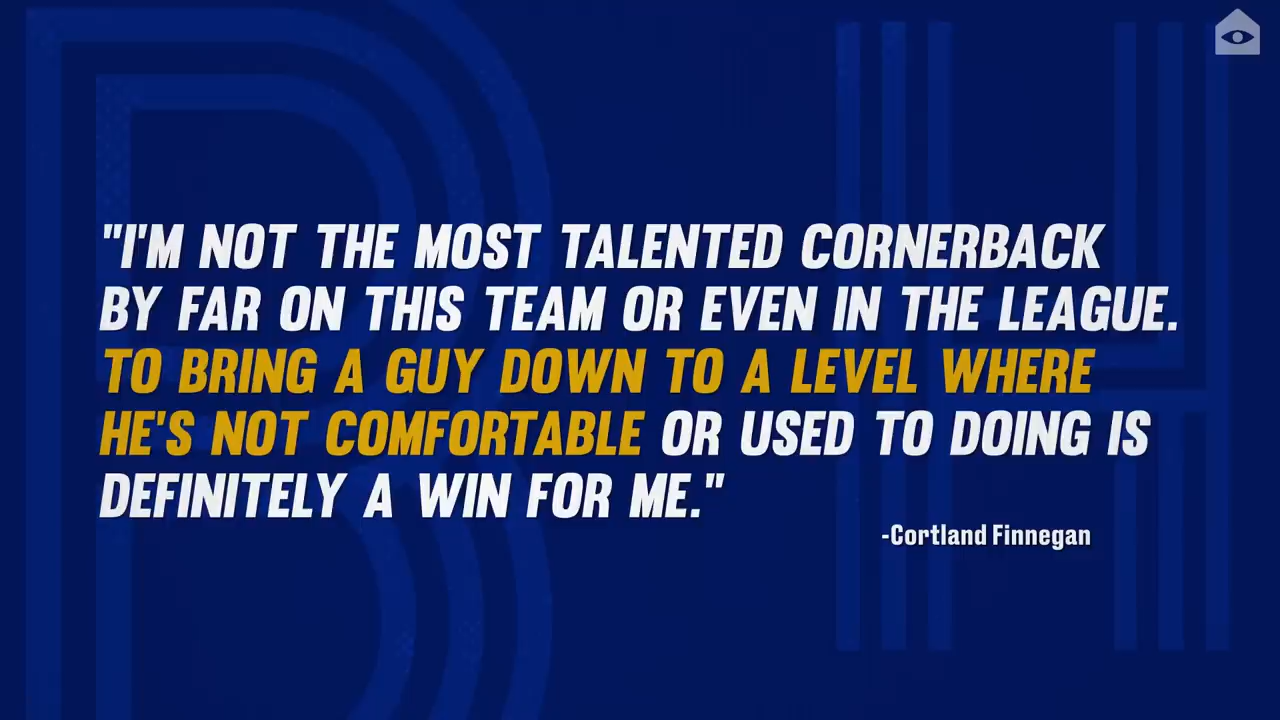 "I'M NOT THE MOST TALENTED CORNERBACK
BY FAR ON THIS TEAM OR EVEN IN THE LEAGUE.
TO BRING A GUY DOWN TO A LEVEL WHERE
HE'S NOT COMFORTABLE OR USED TO DOING IS
DEFINITELY A WIN FOR ME."
-Cortland Finnegan